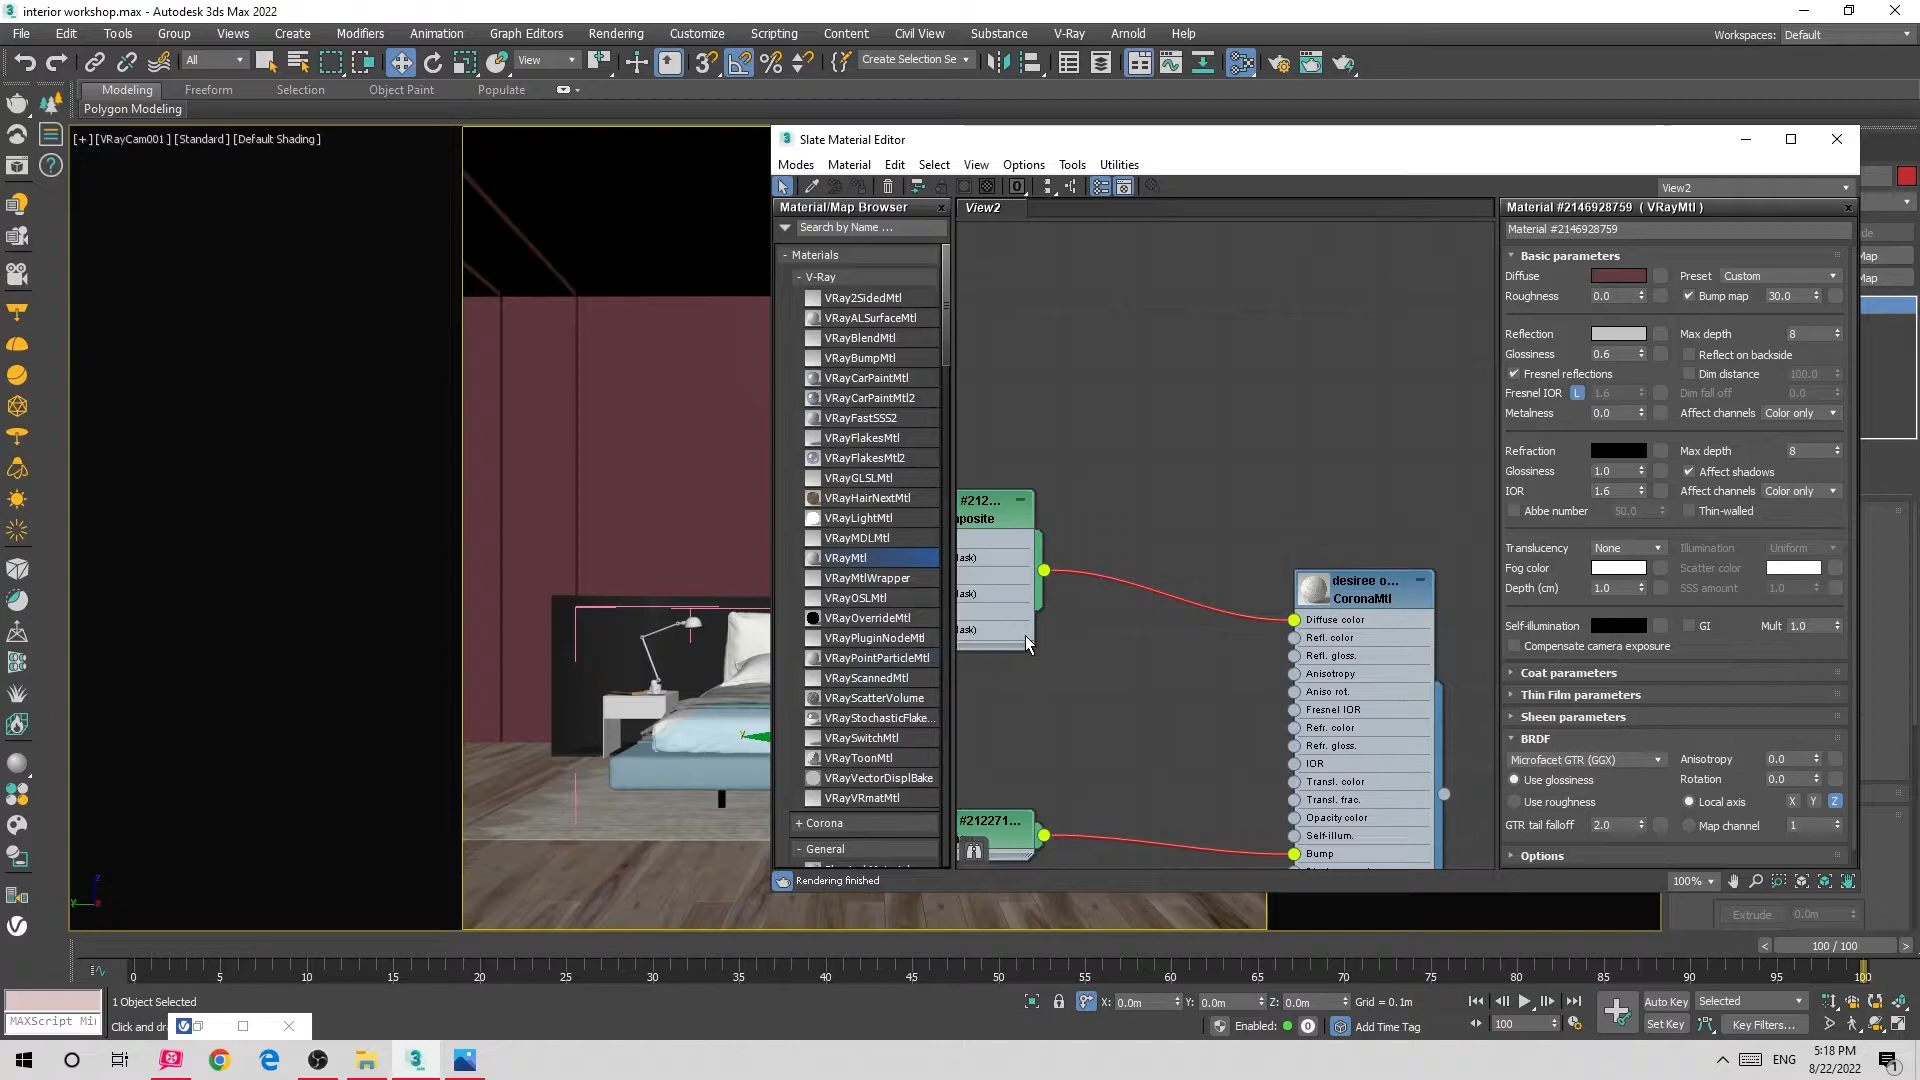 interior workshop.max - Autodesk 3ds Max 2022
File Edit Tools Group Views Create Modifiers Animation Graph Editors Rendering Customize Scripting Content Civil View Substance V-Ray Arnold Help
Workspaces: Default
All View Create Selection Se
Modeling Freeform Selection Object Paint Populate
Polygon Modeling
[+] [VRayCam001] [Standard] [Default Shading]
Slate Material Editor
Modes Material Edit Select View Options Tools Utilities
View2
Material/Map Browser
Search by Name ...
- Materials
- V-Ray
VRay2SidedMtl
VRayALSurfaceMtl
VRayBlendMtl
VRayBumpMtl
VRayCarPaintMtl
VRayCarPaintMtl2
VRayFastSSS2
VRayFlakesMtl
VRayFlakesMtl2
VRayGLSLMtl
VRayHairNextMtl
VRayLightMtl
VRayMDLMtl
VRayMtl
VRayMtlWrapper
VRayOSLMtl
VRayOverrideMtl
VRayPluginNodeMtl
VRayPointParticleMtl
VRayScannedMtl
VRayScatterVolume
VRayStochasticFlake...
VRaySwitchMtl
VRayToonMtl
VRayVectorDisplBake
VRayVRmatMtl
+ Corona
- General
View2
#212...
posite
ask)
ask)
ask)
#212271...
desiree o...
CoronaMtl
Diffuse color
Refl. color
Refl. gloss.
Anisotropy
Aniso rot.
Fresnel IOR
Refr. color
Refr. gloss.
IOR
Transl. color
Transl. frac.
Opacity color
Self-illum.
Bump
Material #2146928759 ( VRayMtl )
Material #2146928759
Basic parameters
Diffuse Preset Custom
Roughness 0.0 Bump map 30.0
Reflection Max depth 8
Glossiness 0.6 Reflect on backside
Fresnel reflections Dim distance 100.0
Fresnel IOR L 1.6 Dim fall off 0.0
Metalness 0.0 Affect channels Color only
Refraction Max depth 8
Glossiness 1.0 Affect shadows
IOR 1.6 Affect channels Color only
Abbe number 50.0 Thin-walled
Translucency None Illumination Uniform
Fog color Scatter color
Depth (cm) 1.0 SSS amount 1.0
Self-illumination GI Mult 1.0
Compensate camera exposure
Coat parameters
Thin Film parameters
Sheen parameters
BRDF
Microfacet GTR (GGX) Anisotropy 0.0
Use glossiness Rotation 0.0
Use roughness Local axis X Y Z
GTR tail falloff 2.0 Map channel 1
Options
de
Map
Map
Rendering finished
100%
Extrude 0.0m
< 100 / 100 >
0 5 10 15 20 25 30 35 40 45 50 55 60 65 70 75 80 85 90 95 100
1 Object Selected
X: 0.0m Y: 0.0m Z: 0.0m Grid = 0.1m
Auto Key Selected
MAXScript Mi
Click and dra
Enabled: 0 Add Time Tag
100
Set Key Key Filters...
ENG
5:18 PM
8/22/2022